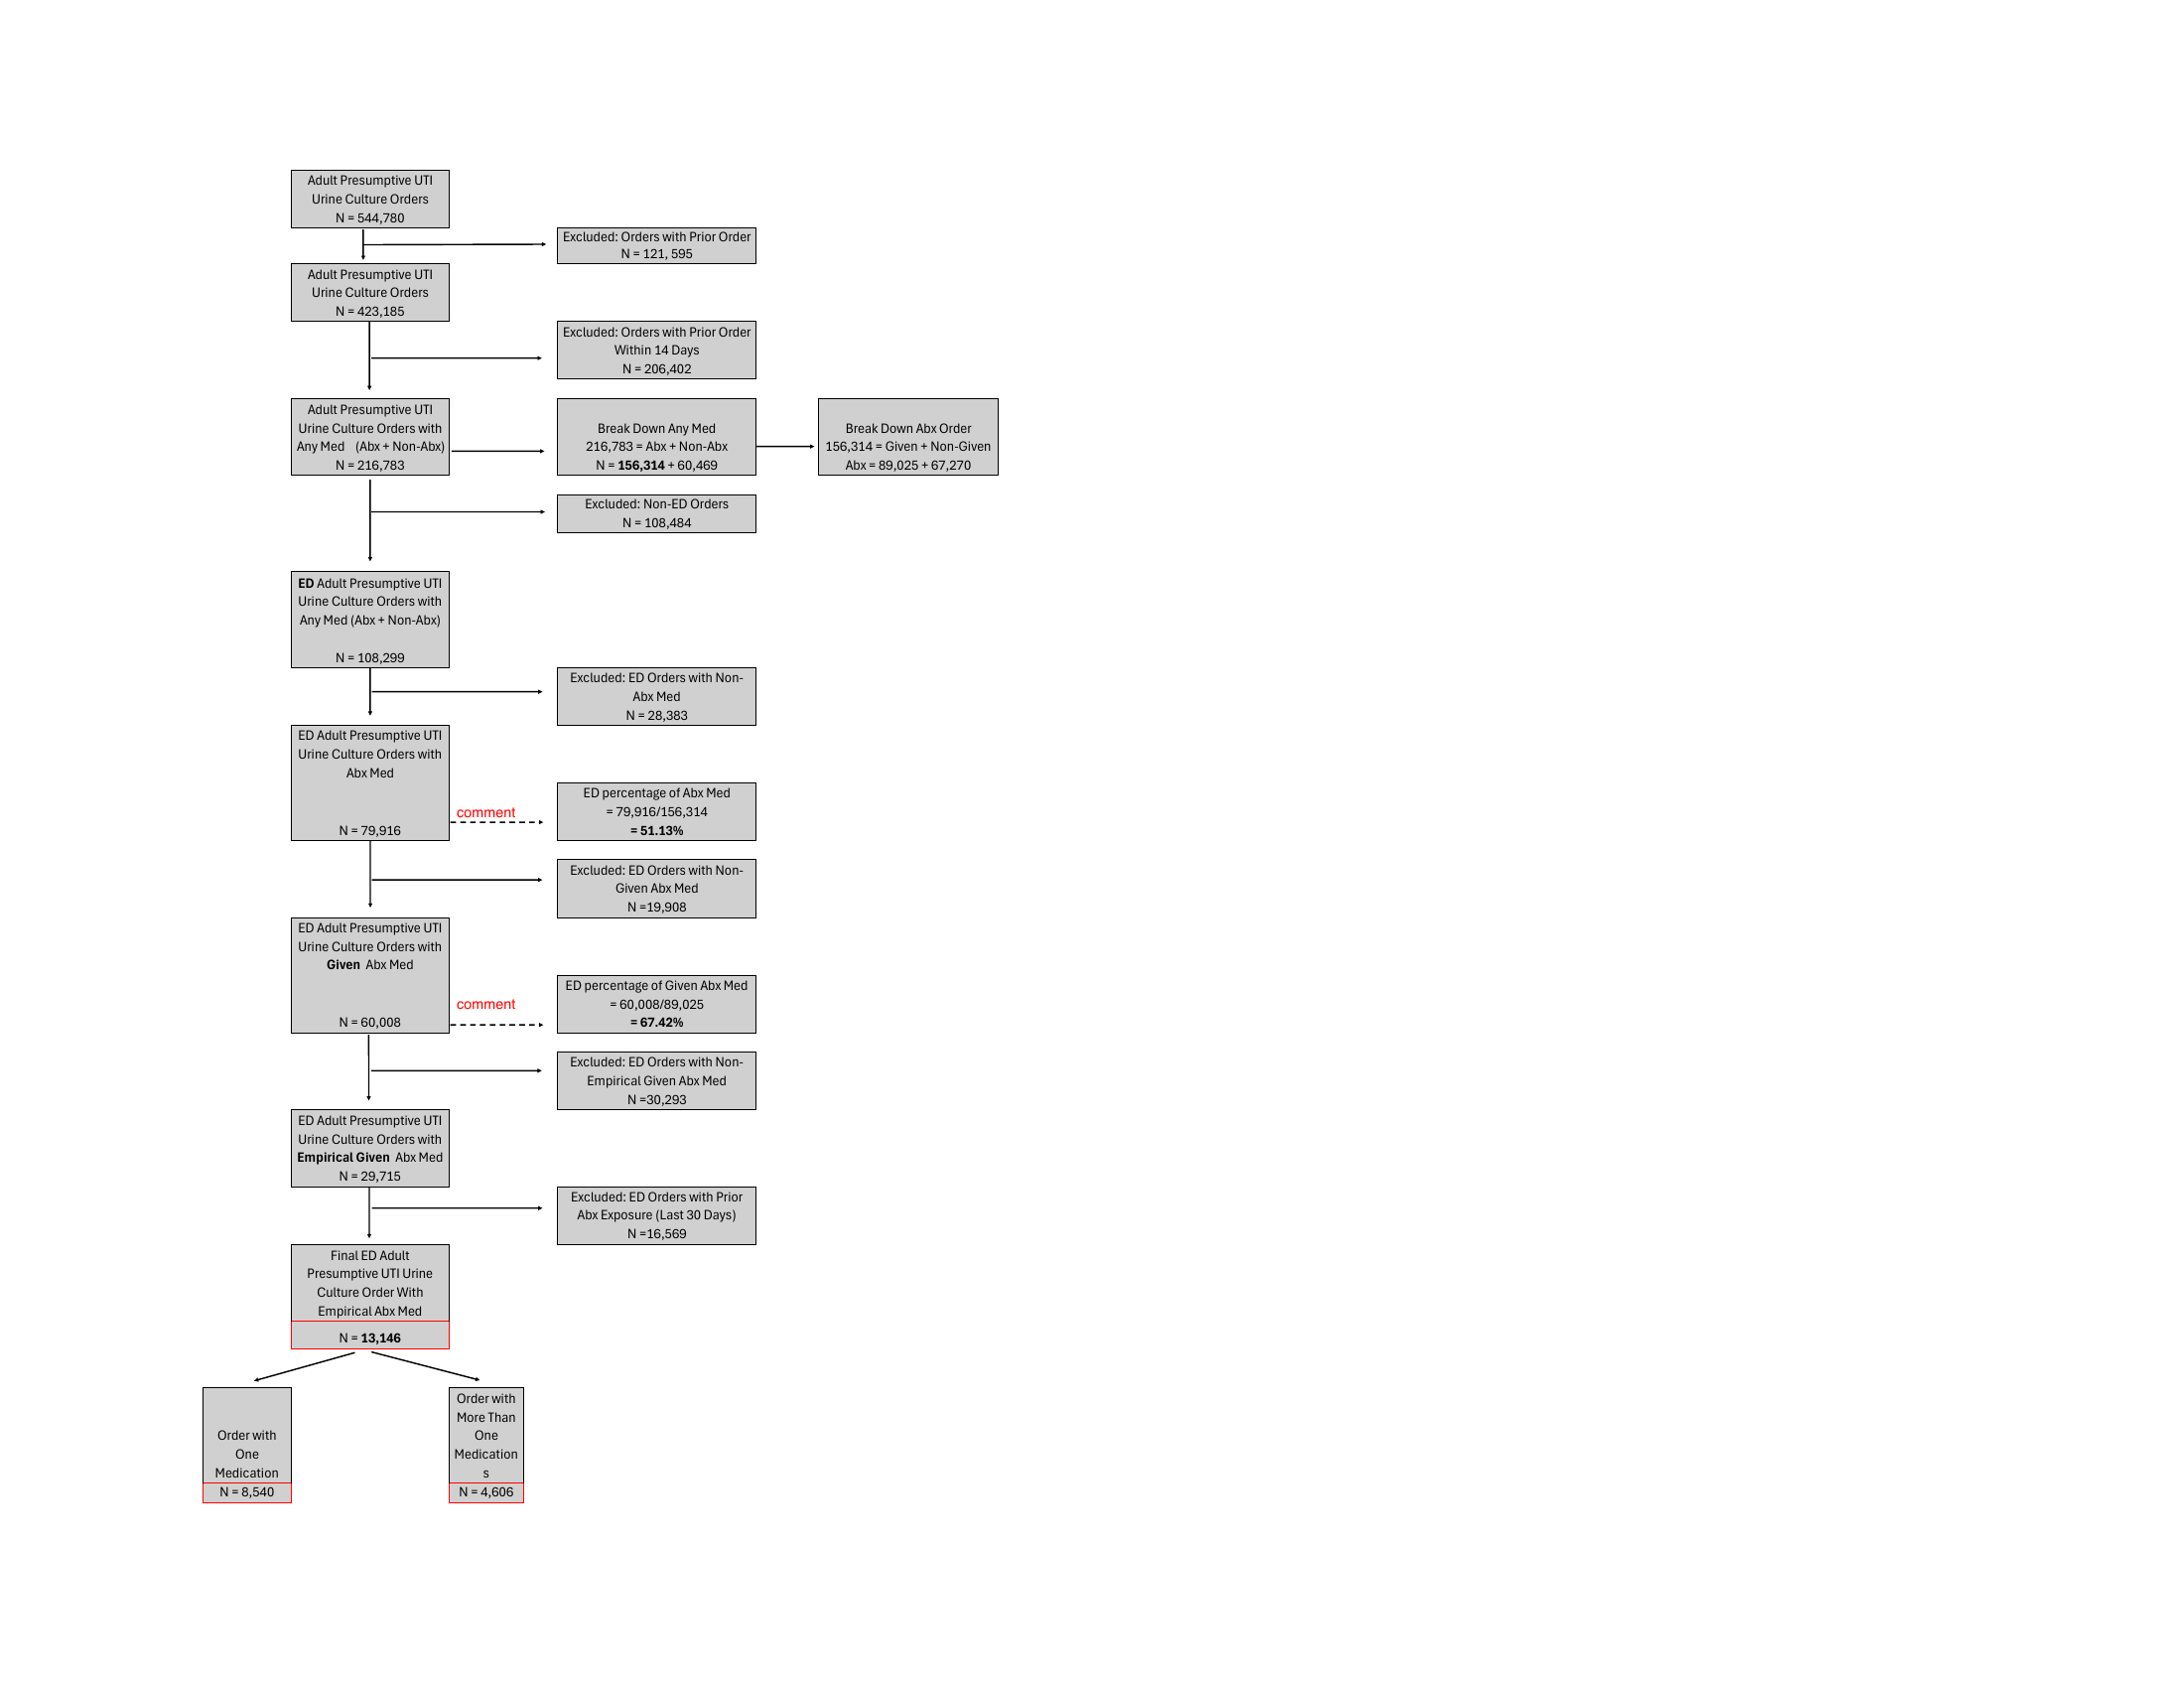 Adult Presumptive UTI
Urine Culture Orders
N = 544,780
Excluded: Orders with Prior Order
N = 121, 595
Adult Presumptive UTI
Urine Culture Orders
N = 423,185
Excluded: Orders with Prior Order
Within 14 Days
N = 206,402
Adult Presumptive UTI
Urine Culture Orders with
Any Med (Abx + Non-Abx)
N = 216,783
Break Down Any Med
216,783 = Abx + Non-Abx
N = 156,314 + 60,469
Break Down Abx Order
156,314 = Given + Non-Given
Abx = 89,025 + 67,270
Excluded: Non-ED Orders
N = 108,484
ED Adult Presumptive UTI
Urine Culture Orders with
Any Med (Abx + Non-Abx)
N = 108,299
Excluded: ED Orders with Non-
Abx Med
N = 28,383
ED Adult Presumptive UTI
Urine Culture Orders with
Abx Med
N = 79,916
comment
ED percentage of Abx Med
= 79,916/156,314
= 51.13%
Excluded: ED Orders with Non-
Given Abx Med
N =19,908
ED Adult Presumptive UTI
Urine Culture Orders with
Given Abx Med
N = 60,008
comment
ED percentage of Given Abx Med
= 60,008/89,025
= 67.42%
Excluded: ED Orders with Non-
Empirical Given Abx Med
N =30,293
ED Adult Presumptive UTI
Urine Culture Orders with
Empirical Given Abx Med
N = 29,715
Excluded: ED Orders with Prior
Abx Exposure (Last 30 Days)
N =16,569
Final ED Adult
Presumptive UTI Urine
Culture Order With
Empirical Abx Med
N = 13,146
Order with
One
Medication
N = 8,540
Order with
More Than
One
Medication
s
N = 4,606